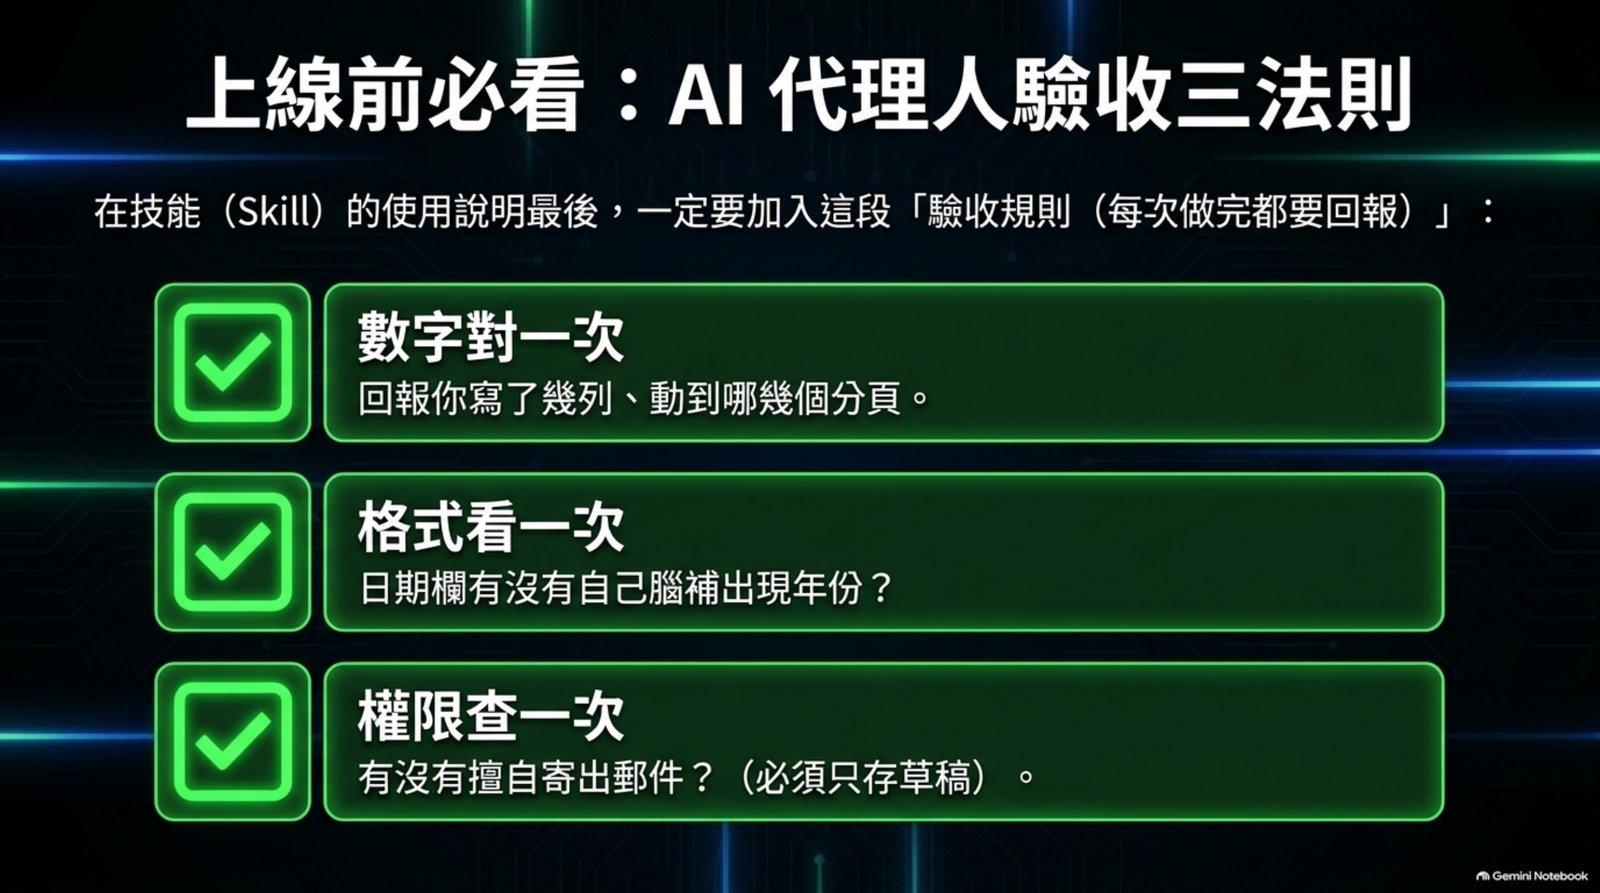 上線前必看：AI 代理人驗收三法則
在技能（Skill）的使用說明最後，一定要加入這段「驗收規則（每次做完都要回報）」：
數字對一次
回報你寫了幾列、動到哪幾個分頁。
格式看一次
日期欄有沒有自己腦補出現年份？
權限查一次
有沒有擅自寄出郵件？（必須只存草稿）。
Gemini Notebook